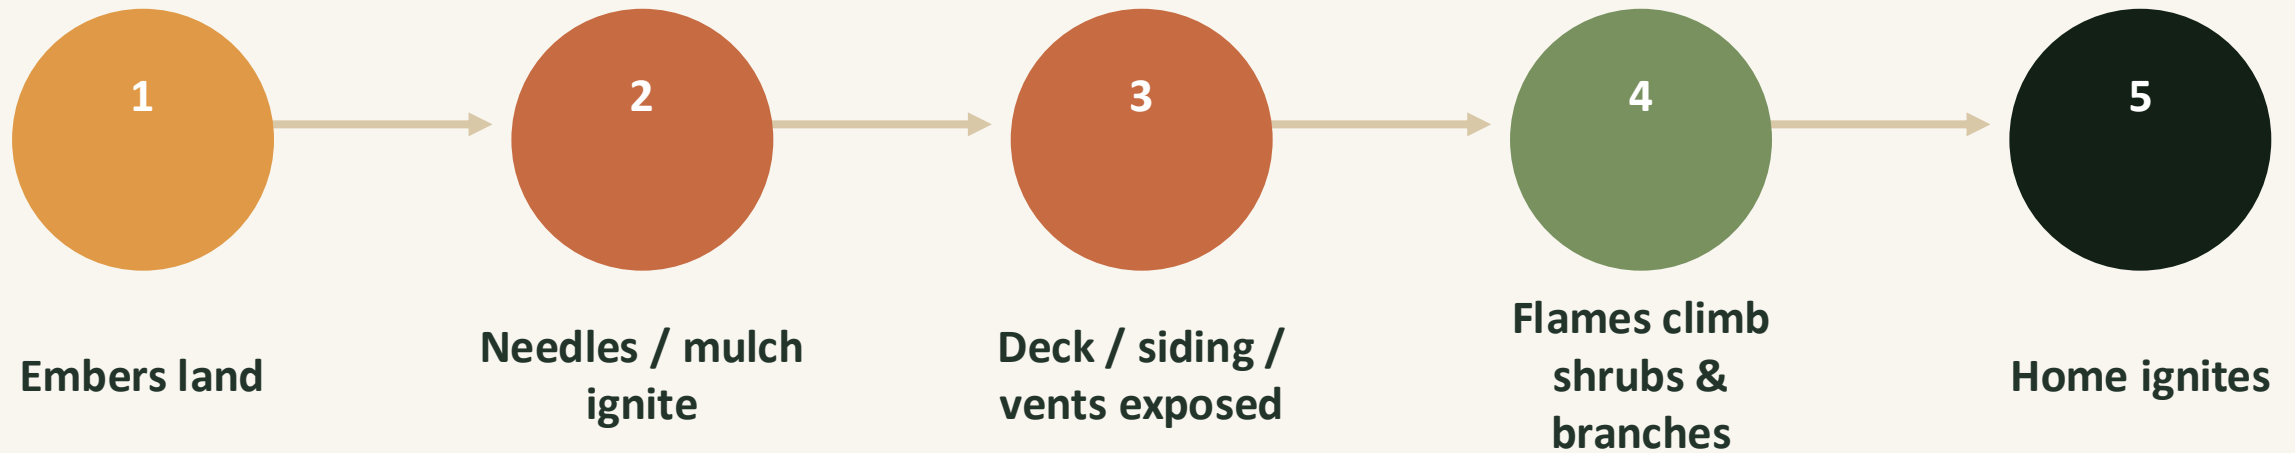 1
Embers land
2
Needles / mulch
ignite
3
Deck / siding /
vents exposed
4
Flames climb
shrubs &
branches
5
Home ignites